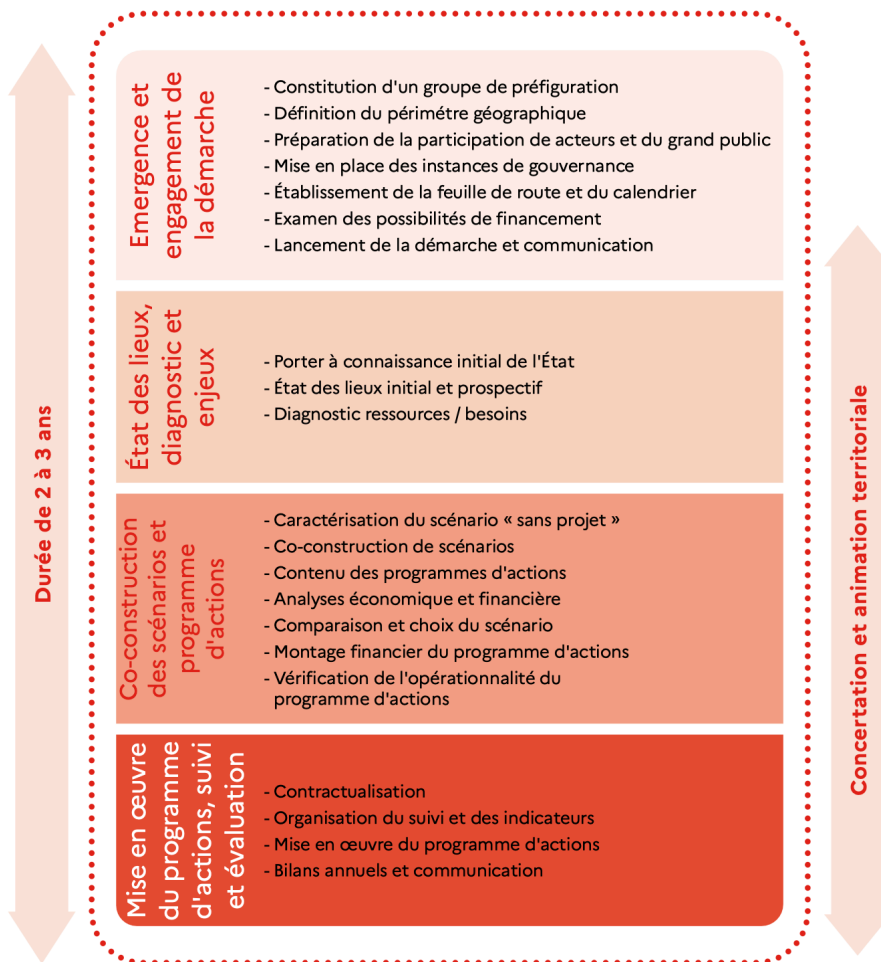 Durée de 2 à 3 ans
Emergence et
engagement de
la démarche
- Constitution d'un groupe de préfiguration
- Définition du périmétre géographique
- Préparation de la participation de acteurs et du grand public
- Mise en place des instances de gouvernance
- Établissement de la feuille de route et du calendrier
- Examen des possibilités de financement
- Lancement de la démarche et communication
État des lieux,
diagnostic et
enjeux
- Porter à connaissance initial de l'État
- État des lieux initial et prospectif
- Diagnostic ressources / besoins
Co-construction
des scénarios et
programme
d'actions
- Caractérisation du scénario « sans projet »
- Co-construction de scénarios
- Contenu des programmes d'actions
- Analyses économique et financière
- Comparaison et choix du scénario
- Montage financier du programme d'actions
- Vérification de l'opérationnalité du
programme d'actions
Mise en œuvre
du programme
d'actions, suivi
et évaluation
- Contractualisation
- Organisation du suivi et des indicateurs
- Mise en œuvre du programme d'actions
- Bilans annuels et communication
Concertation et animation territoriale